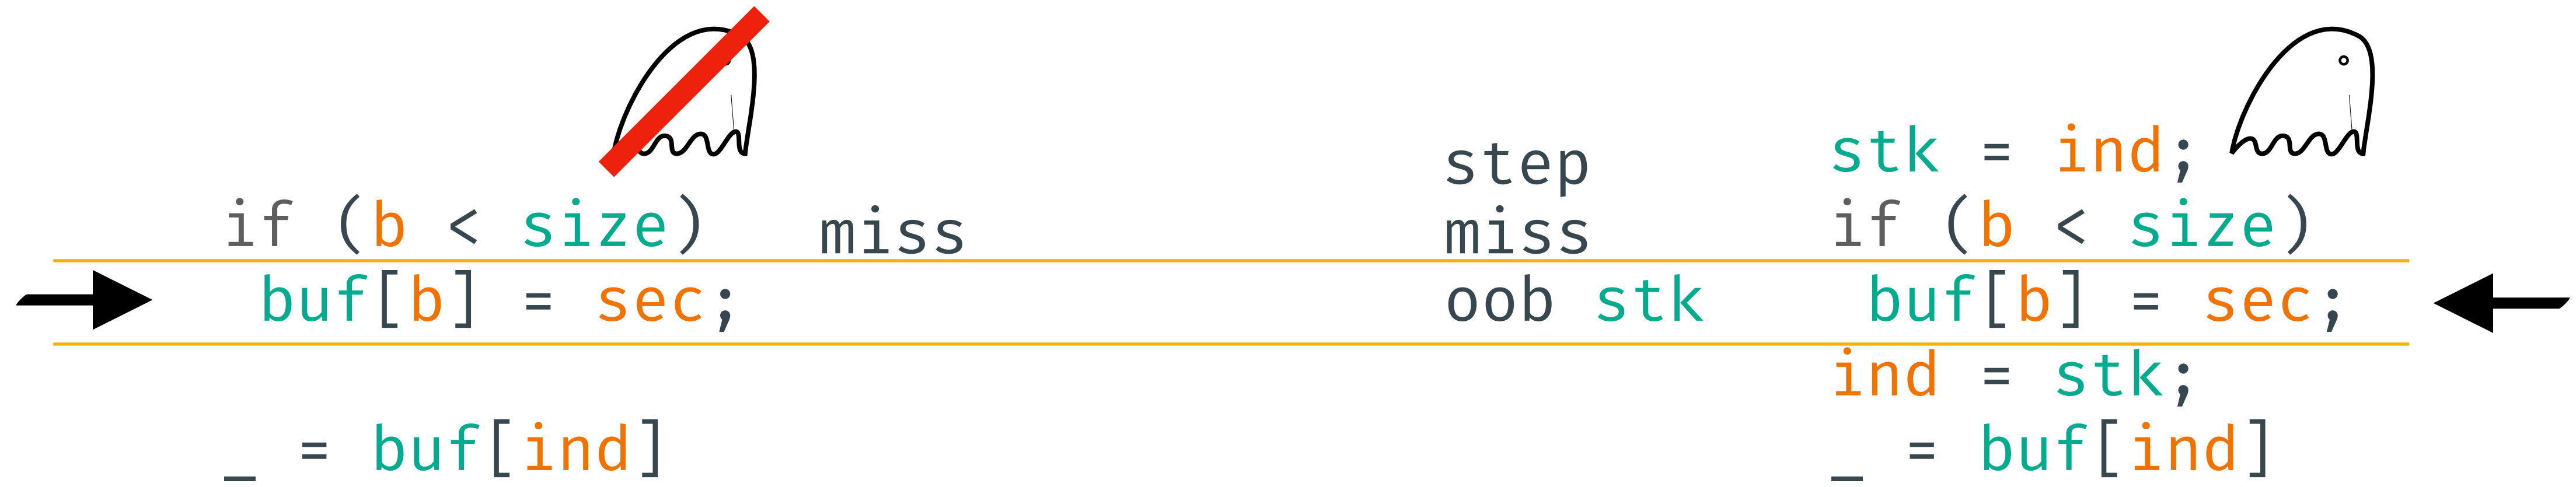 if (b < size)
buf[b] = sec;
_ = buf[ind]
miss
step
miss
oob stk
stk = ind;
if (b < size)
buf[b] = sec;
ind = stk;
_ = buf[ind]